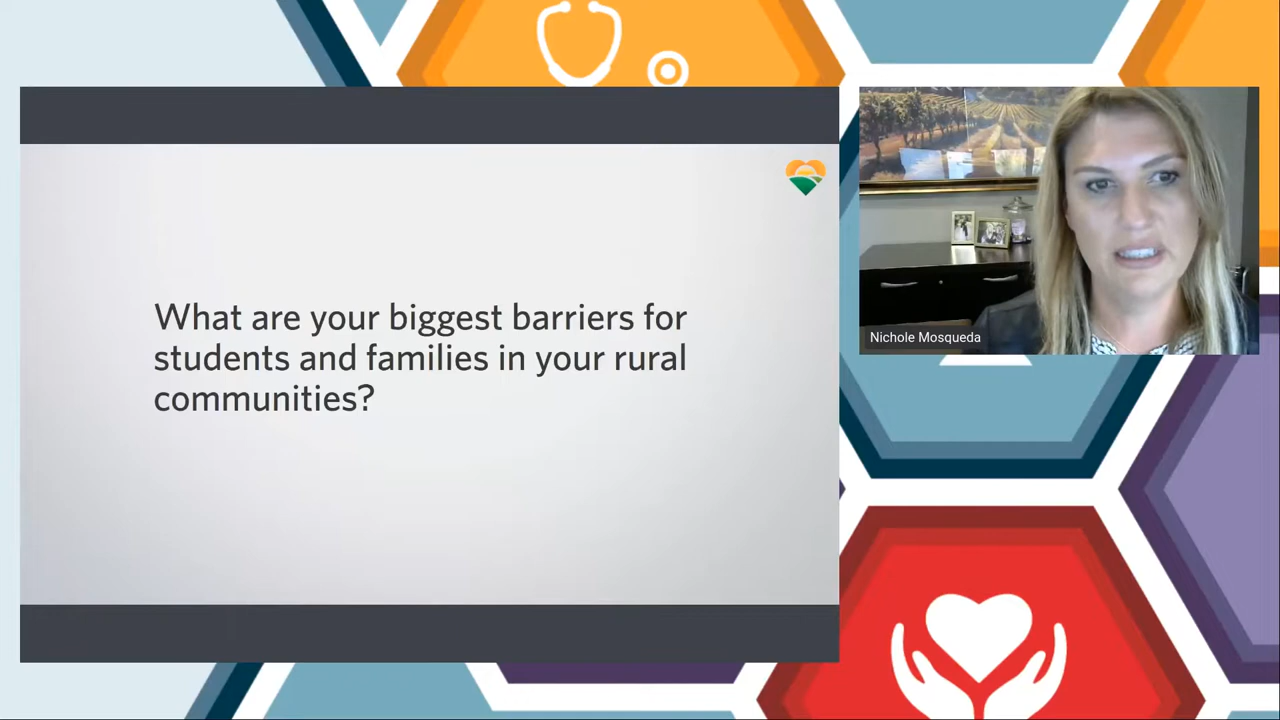 What are your biggest barriers for
students and families in your rural
communities?
Nichole Mosqueda